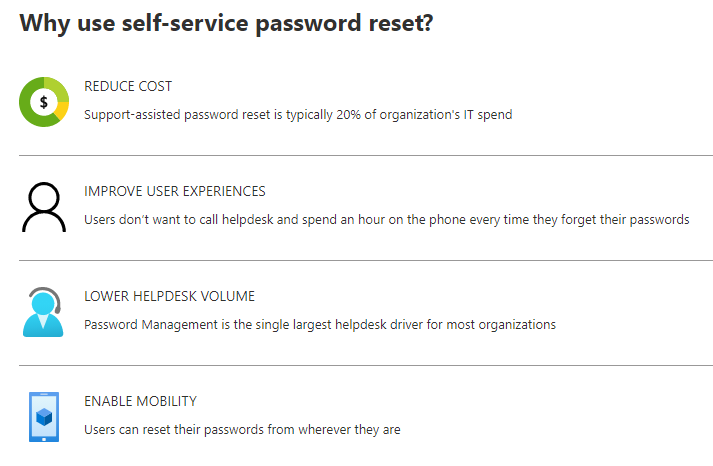 Why use self-service password reset?
$
REDUCE COST
Support-assisted password reset is typically 20% of organization's IT spend
IMPROVE USER EXPERIENCES
Users don't want to call helpdesk and spend an hour on the phone every time they forget their passwords
LOWER HELPDESK VOLUME
Password Management is the single largest helpdesk driver for most organizations
ENABLE MOBILITY
Users can reset their passwords from wherever they are